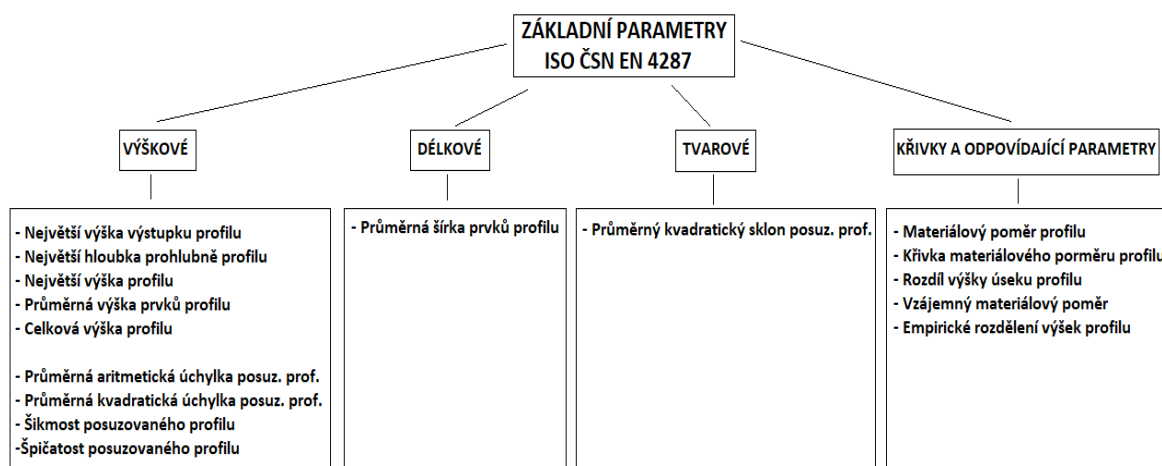 ZÁKLADNÍ PARAMETRY
ISO ČSN EN 4287
VÝŠKOVÉ
DÉLKOVÉ
TVAROVÉ
KŘIVKY A ODPOVÍDAJÍCÍ PARAMETRY
- Největší výška výstupku profilu
- Největší hloubka prohlubně profilu
- Největší výška profilu
- Průměrná výška prvků profilu
- Celková výška profilu
- Průměrná aritmetická úchylka posuz. prof.
- Průměrná kvadratická úchylka posuz. prof.
- Šikmost posuzovaného profilu
-Špičatost posuzovaného profilu
- Průměrná šírka prvků profilu
- Průměrný kvadratický sklon posuz. prof.
- Materiálový poměr profilu
- Křivka materiálového porměru profilu
- Rozdíl výšky úseku profilu
- Vzájemný materiálový poměr
- Empirické rozdělení výšek profilu